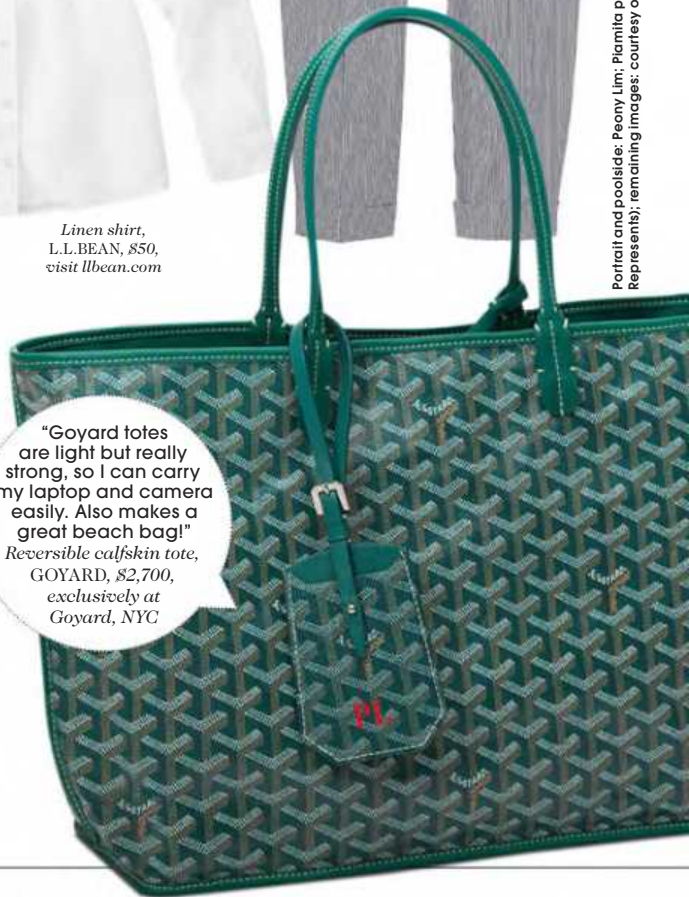 Linen shirt,
L.L.BEAN, $50,
visit llbean.com
Portrait and poolside: Peony Lim; Piamita
Represents); remaining images: courtesy
“Goyard totes
are light but really
strong, so I can carry
my laptop and camera
easily. Also makes a
great beach bag!”
Reversible calfskin tote,
GOYARD, $2,700,
exclusively at
Goyard, NYC
PL